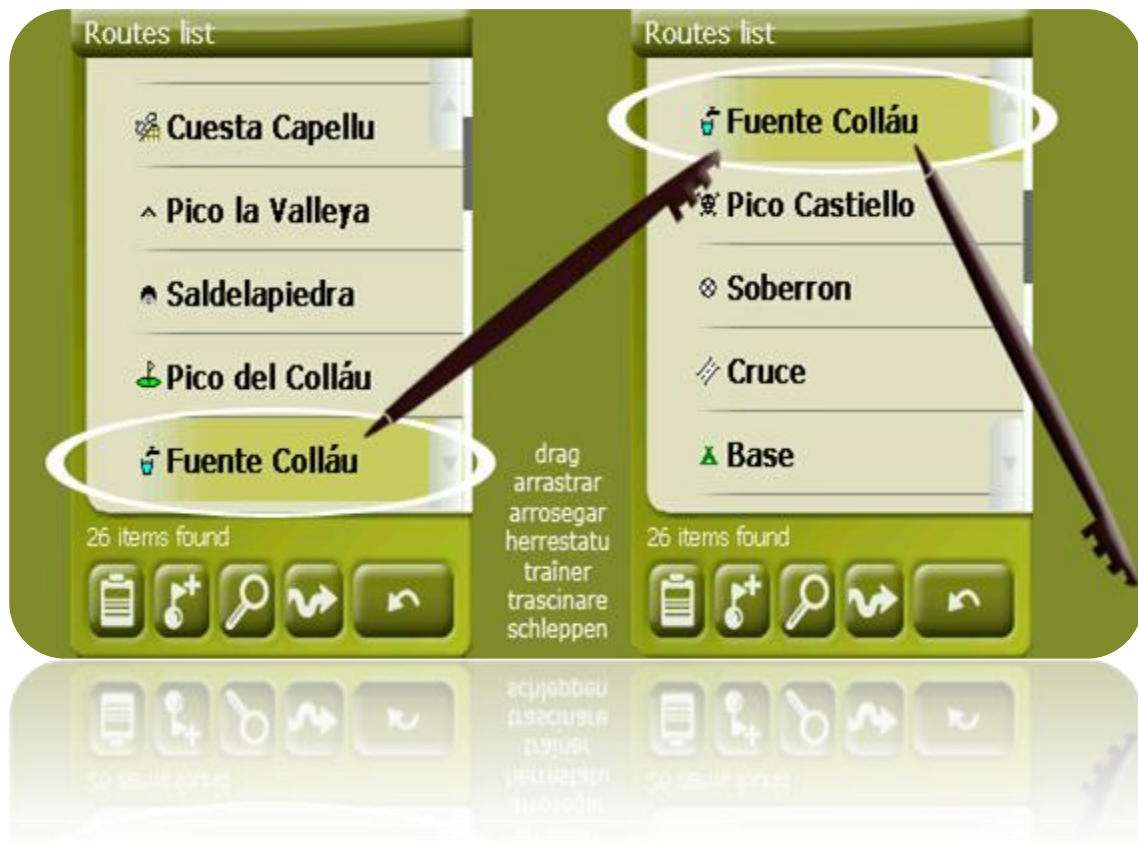 Routes list
Cuesta Capellu
Pico la Valleya
Saldelapiedra
Pico del Colláu
Fuente Colláu
26 items found
drag
arrastrar
arrosegar
herrestatu
traîner
trascinare
schleppen
Routes list
Fuente Colláu
Pico Castiello
Soberron
Cruce
Base
26 items found